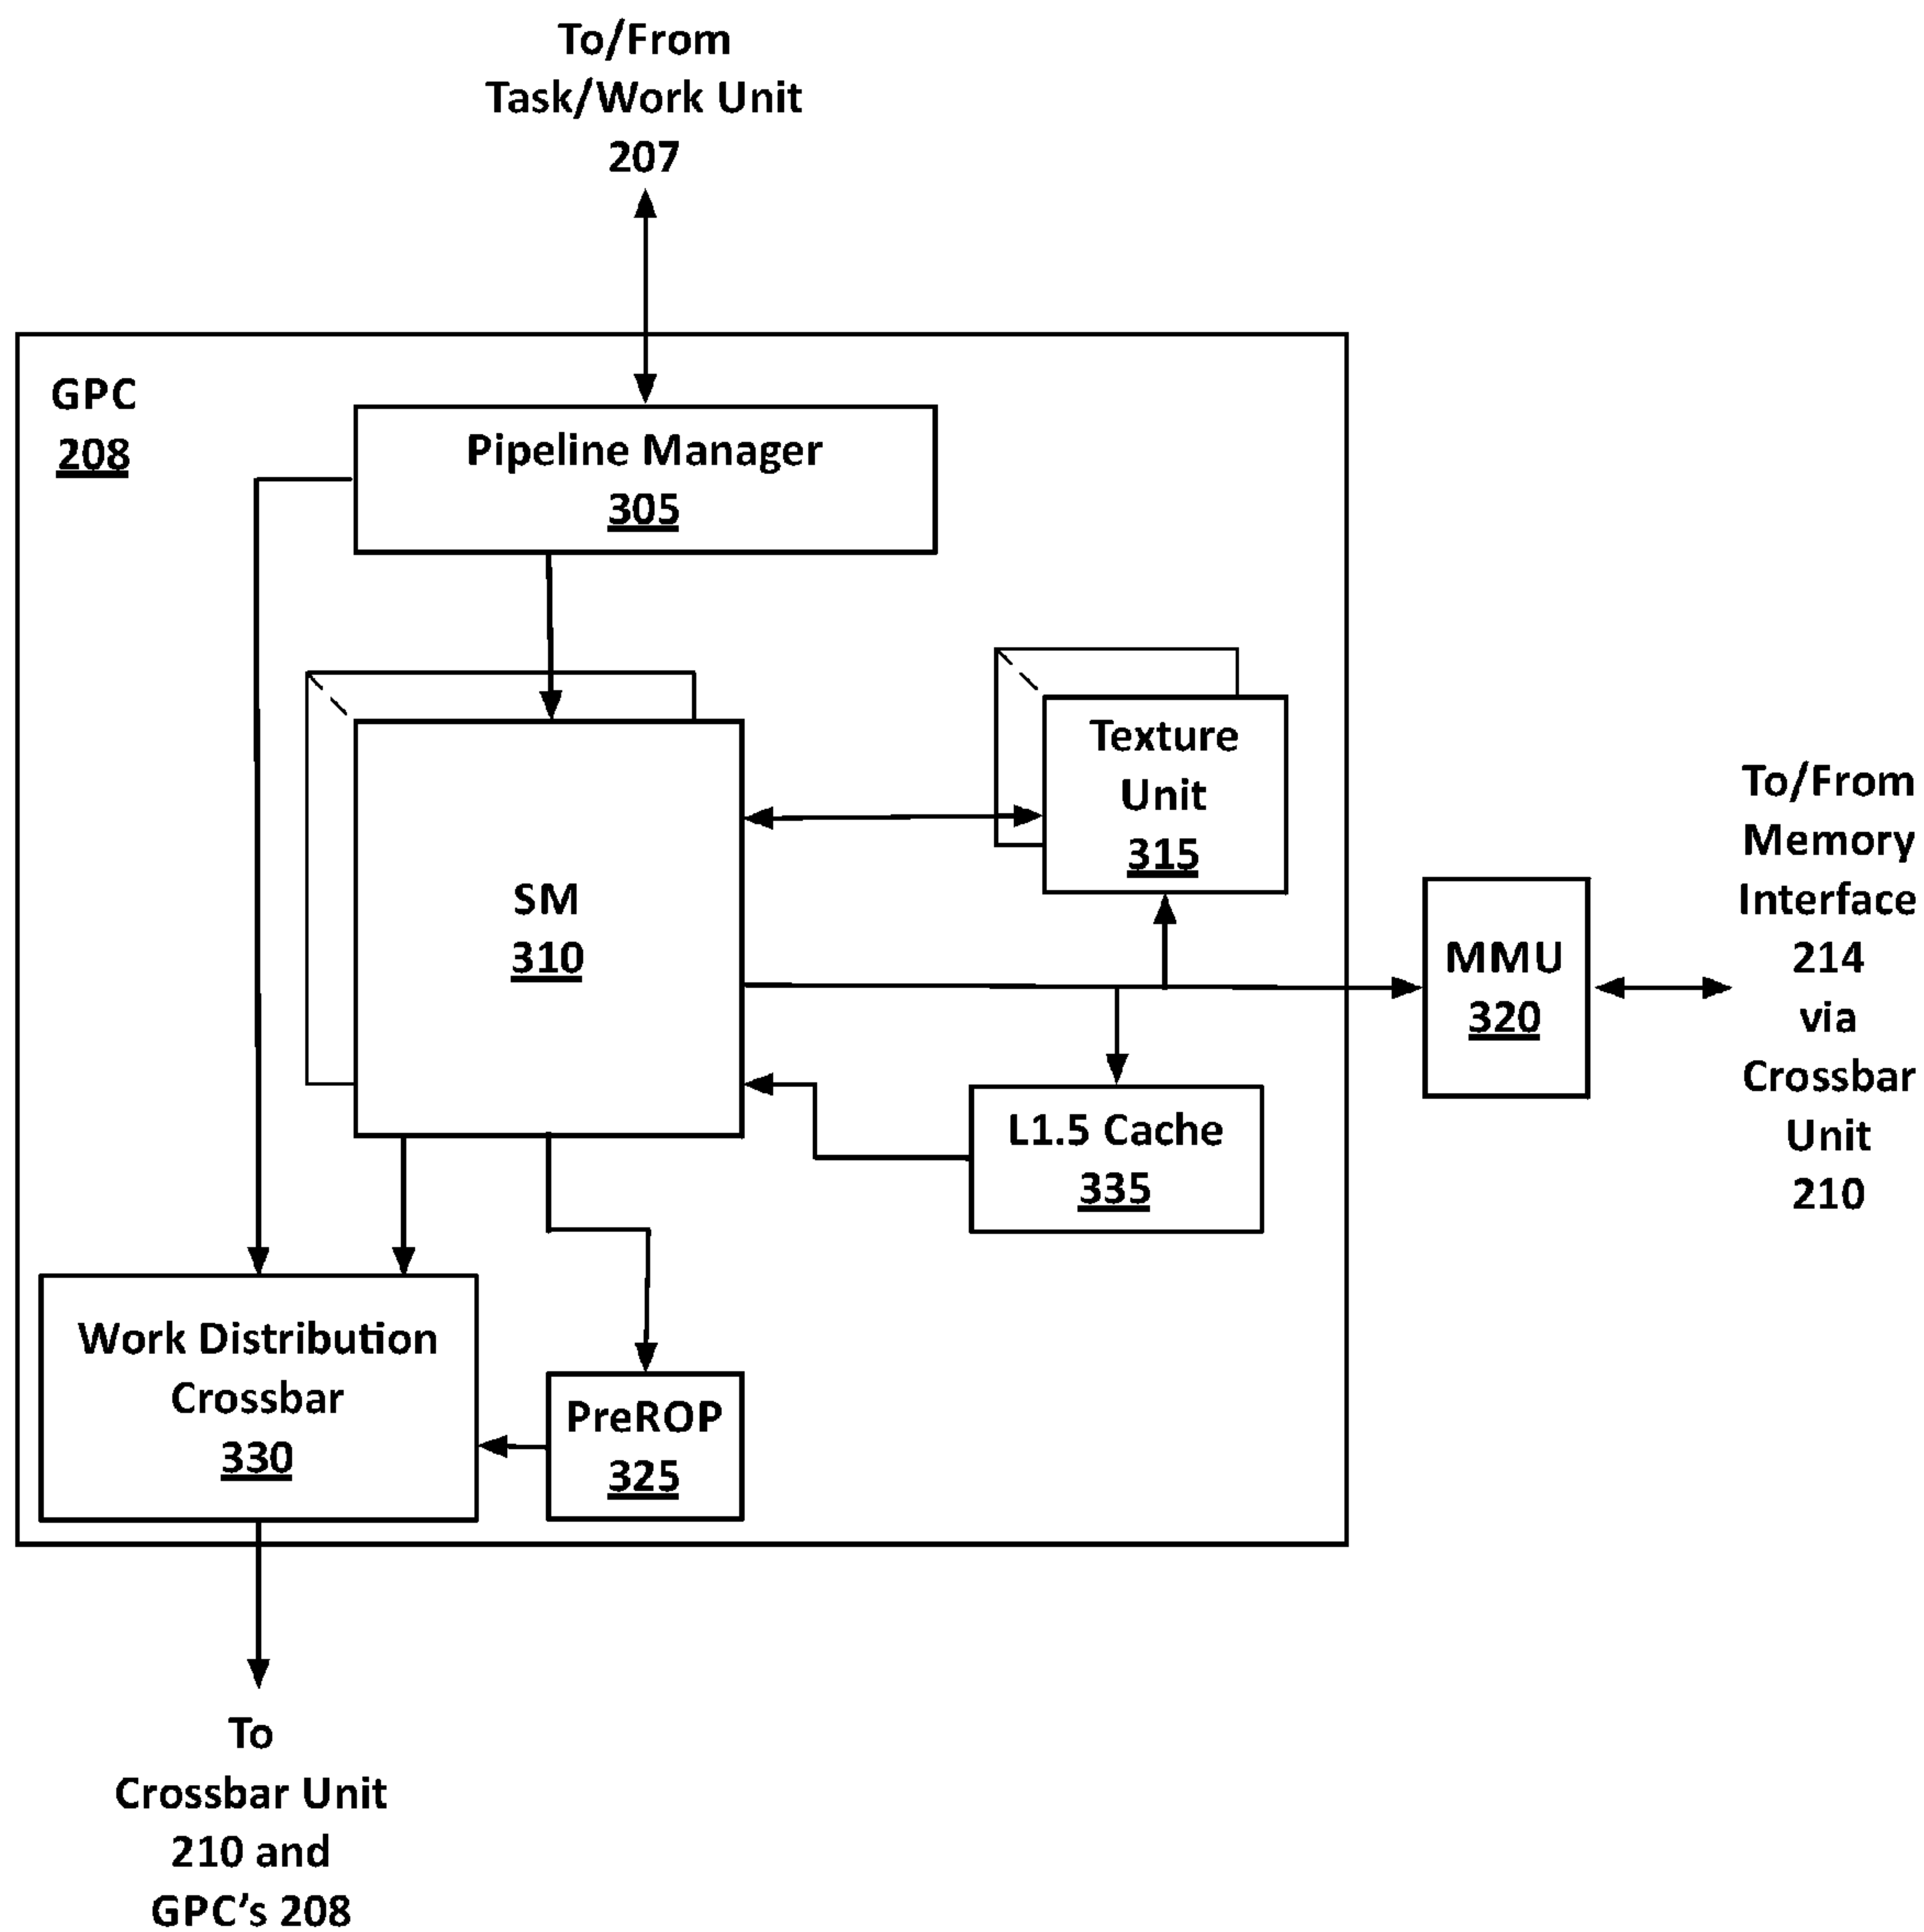 To/From
Task/Work Unit
207
GPC
208
Pipeline Manager
305
Texture
Unit
315
SM
310
MMU
320
To/From
Memory
Interface
214
via
Crossbar
Unit
210
L1.5 Cache
335
Work Distribution
Crossbar
330
PreROP
325
To
Crossbar Unit
210 and
GPC's 208